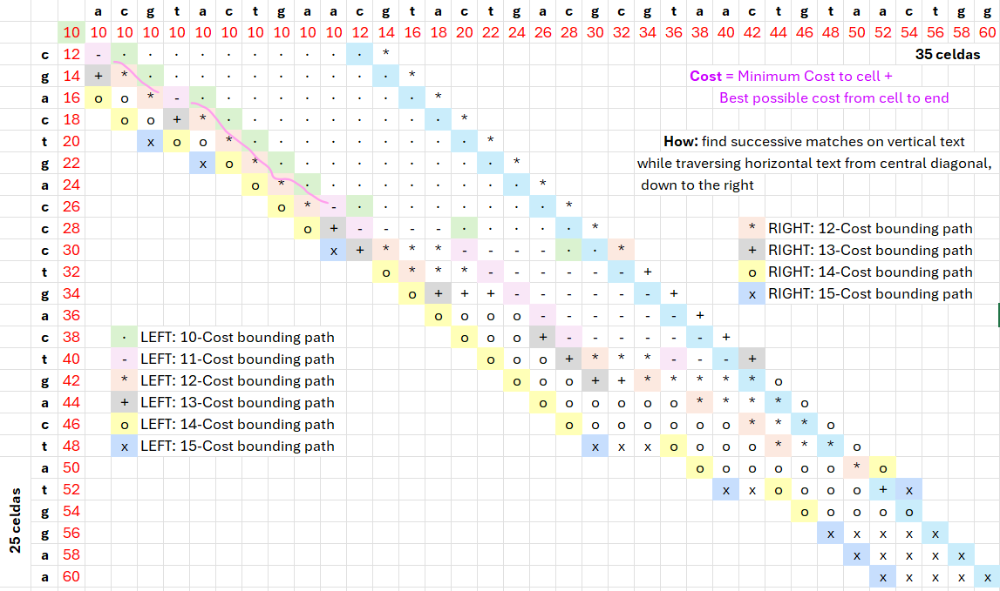 a c g t a c t g a a c g t a c t g a c g t g t a a c t g t a a c t g g
10 10 10 10 10 10 10 10 10 10 10 12 14 16 18 20 22 24 26 28 30 32 34 36 38 40 42 44 46 48 50 52 54 56 58 60
c 12 - · · · · · · · · · · * 35 celdas
g 14 + * · · · · · · · · · · * Cost = Minimum Cost to cell +
a 16 o o * - · · · · · · · · · * Best possible cost from cell to end
c 18 o o + * · · · · · · · · · *
t 20 x o o * · · · · · · · · · * How: find successive matches on vertical text
g 22 x o * · · · · · · · · · * while traversing horizontal text from central diagonal,
a 24 o * · · · · · · · · · * down to the right
c 26 o * - · · · · · · · · *
c 28 o + - - - - · · · · · * * RIGHT: 12-Cost bounding path
c 30 x + * * * - - - - · · * + RIGHT: 13-Cost bounding path
t 32 o * * * - - - - - - + o RIGHT: 14-Cost bounding path
g 34 o + + + - - - - - - + x RIGHT: 15-Cost bounding path
a 36 o o o o - - - - - - +
c 38 · LEFT: 10-Cost bounding path o o o + - - - - - - +
t 40 - LEFT: 11-Cost bounding path o o o + * * * - - - +
g 42 * LEFT: 12-Cost bounding path o o o + + * * * * * o
a 44 + LEFT: 13-Cost bounding path o o o o o o * * * * o
c 46 o LEFT: 14-Cost bounding path o o o o o o o * * * o
t 48 x LEFT: 15-Cost bounding path x x x o o o o * * * o
25 celdas
a 50 o o o o o o * o
t 52 x x o o o o + x
g 54 o o o o o
g 56 x x x x x
a 58 x x x x x
a 60 x x x x x